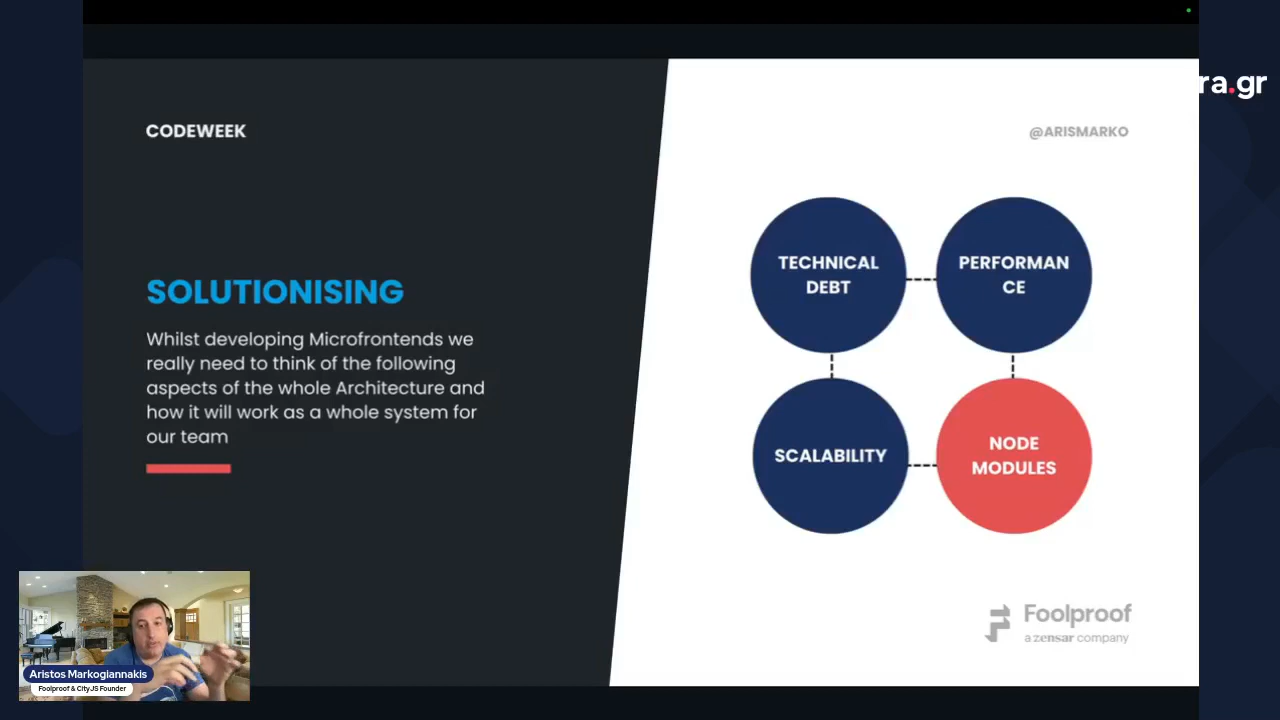 ra.gr
CODEWEEK
@ARISMARKO
SOLUTIONISING
Whilst developing Microfrontends we
really need to think of the following
aspects of the whole Architecture and
how it will work as a whole system for
our team
TECHNICAL
DEBT
PERFORMAN
CE
SCALABILITY
NODE
MODULES
Foolproof
a zensar company
Aristos Markogiannakis
Foolproof & CityJS Founder